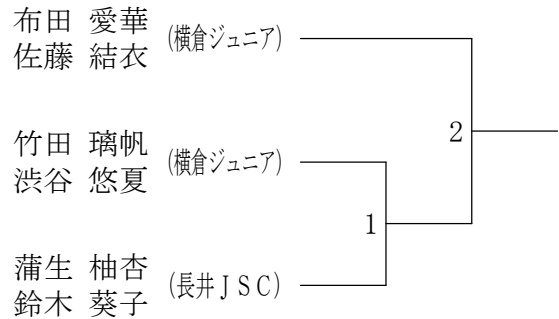 布田 愛華 (横倉ジュニア)
佐藤 結衣
2
竹田 璃帆 (横倉ジュニア)
渋谷 悠夏
1
蒲生 柚杏 (長井ＪＳＣ)
鈴木 葵子